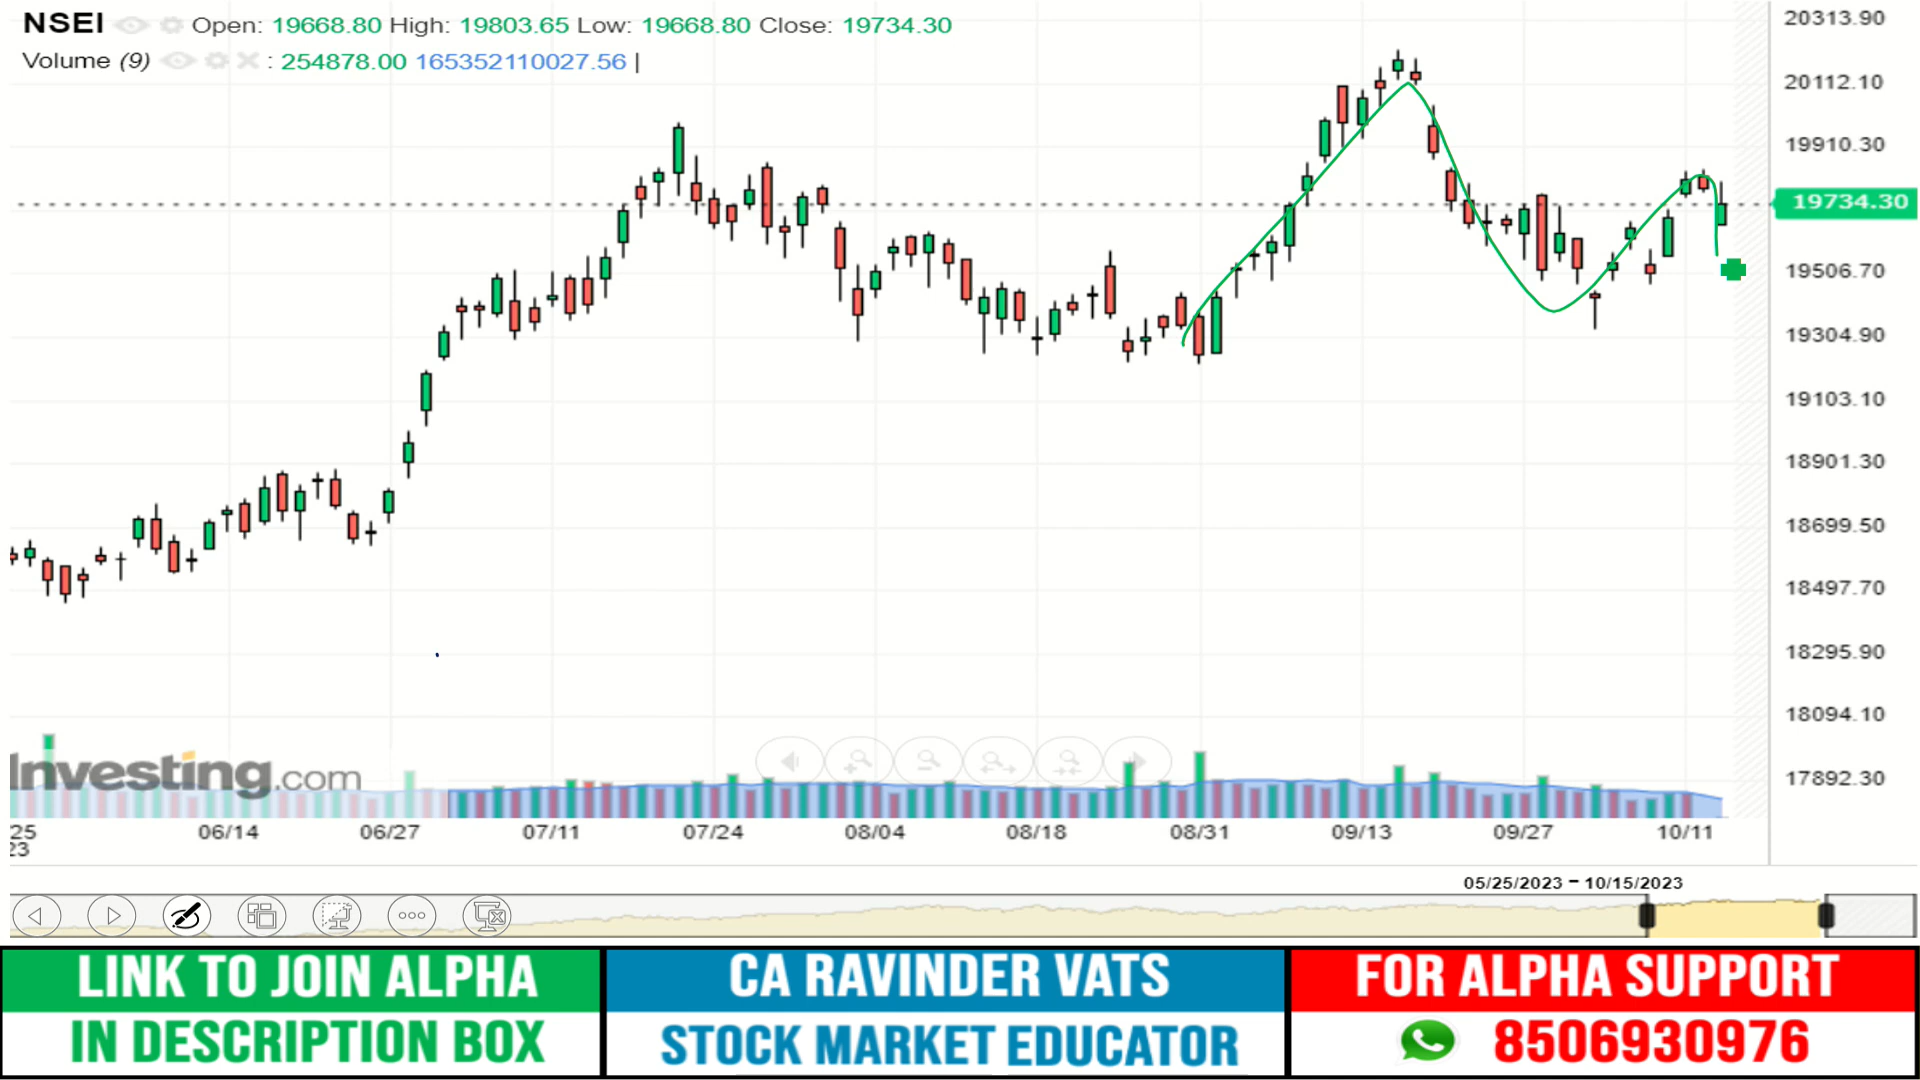 NSEI Open: 19668.80 High: 19803.65 Low: 19668.80 Close: 19734.30
Volume (9) : 254878.00 165352110027.56 |
20313.90
20112.10
19910.30
19734.30
19506.70
19304.90
19103.10
18901.30
18699.50
18497.70
18295.90
18094.10
17892.30
Investing.com
25 06/14 06/27 07/11 07/24 08/04 08/18 08/31 09/13 09/27 10/11
23
05/25/2023 - 10/15/2023
LINK TO JOIN ALPHA
IN DESCRIPTION BOX
CA RAVINDER VATS
STOCK MARKET EDUCATOR
FOR ALPHA SUPPORT
8506930976